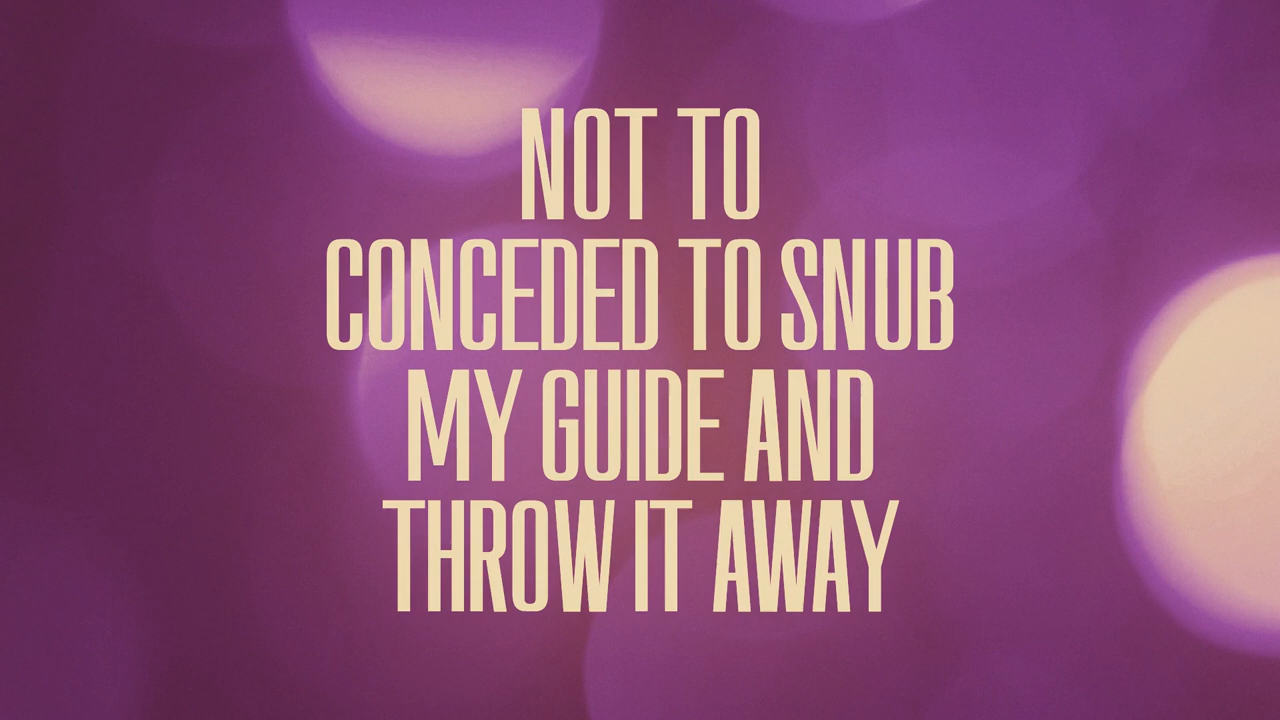 NOT TO
CONCEDED TO SNUB
MY GUIDE AND
THROW IT AWAY